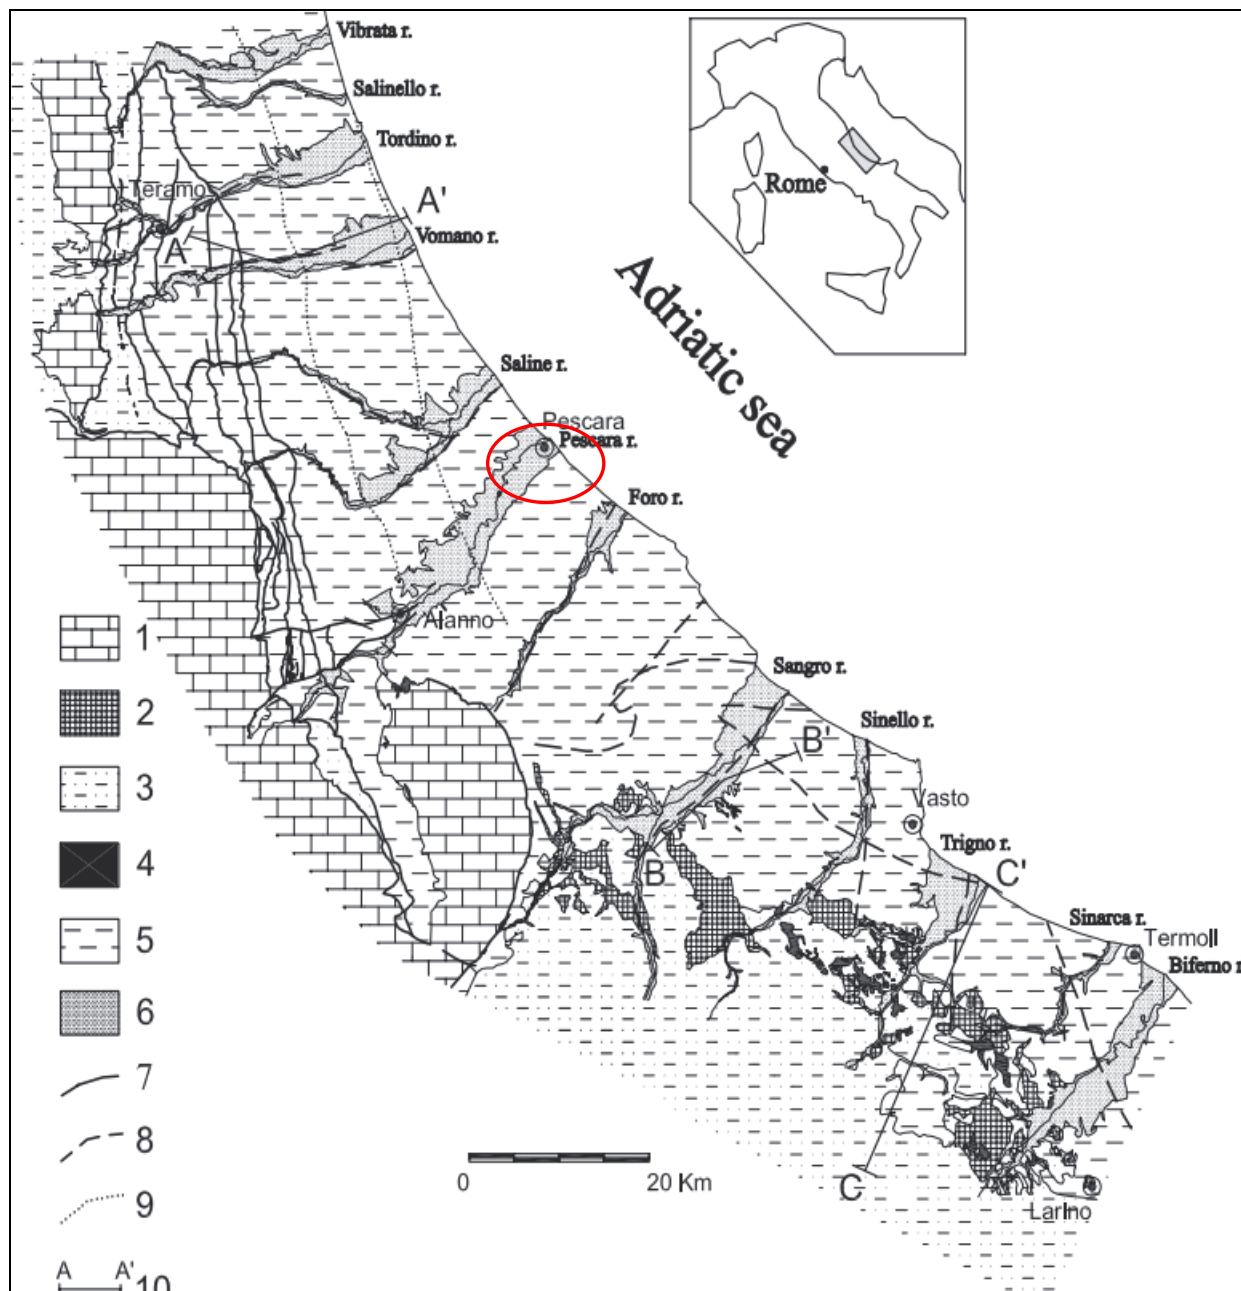 Vibrata r.
Salinello r.
Tordino r.
Teramo
A'
A
Vomano r.
Rome
Adriatic sea
Saline r.
Pescara
Pescara r.
Foro r.
Alanno
1
2
3
4
5
6
7
8
9
A A' 10
Sangro r.
Sinello r.
B'
Vasto
B
Trigno r.
C'
Sinarca r.
Termoli
Biferno r
C
Larino
0 20 Km